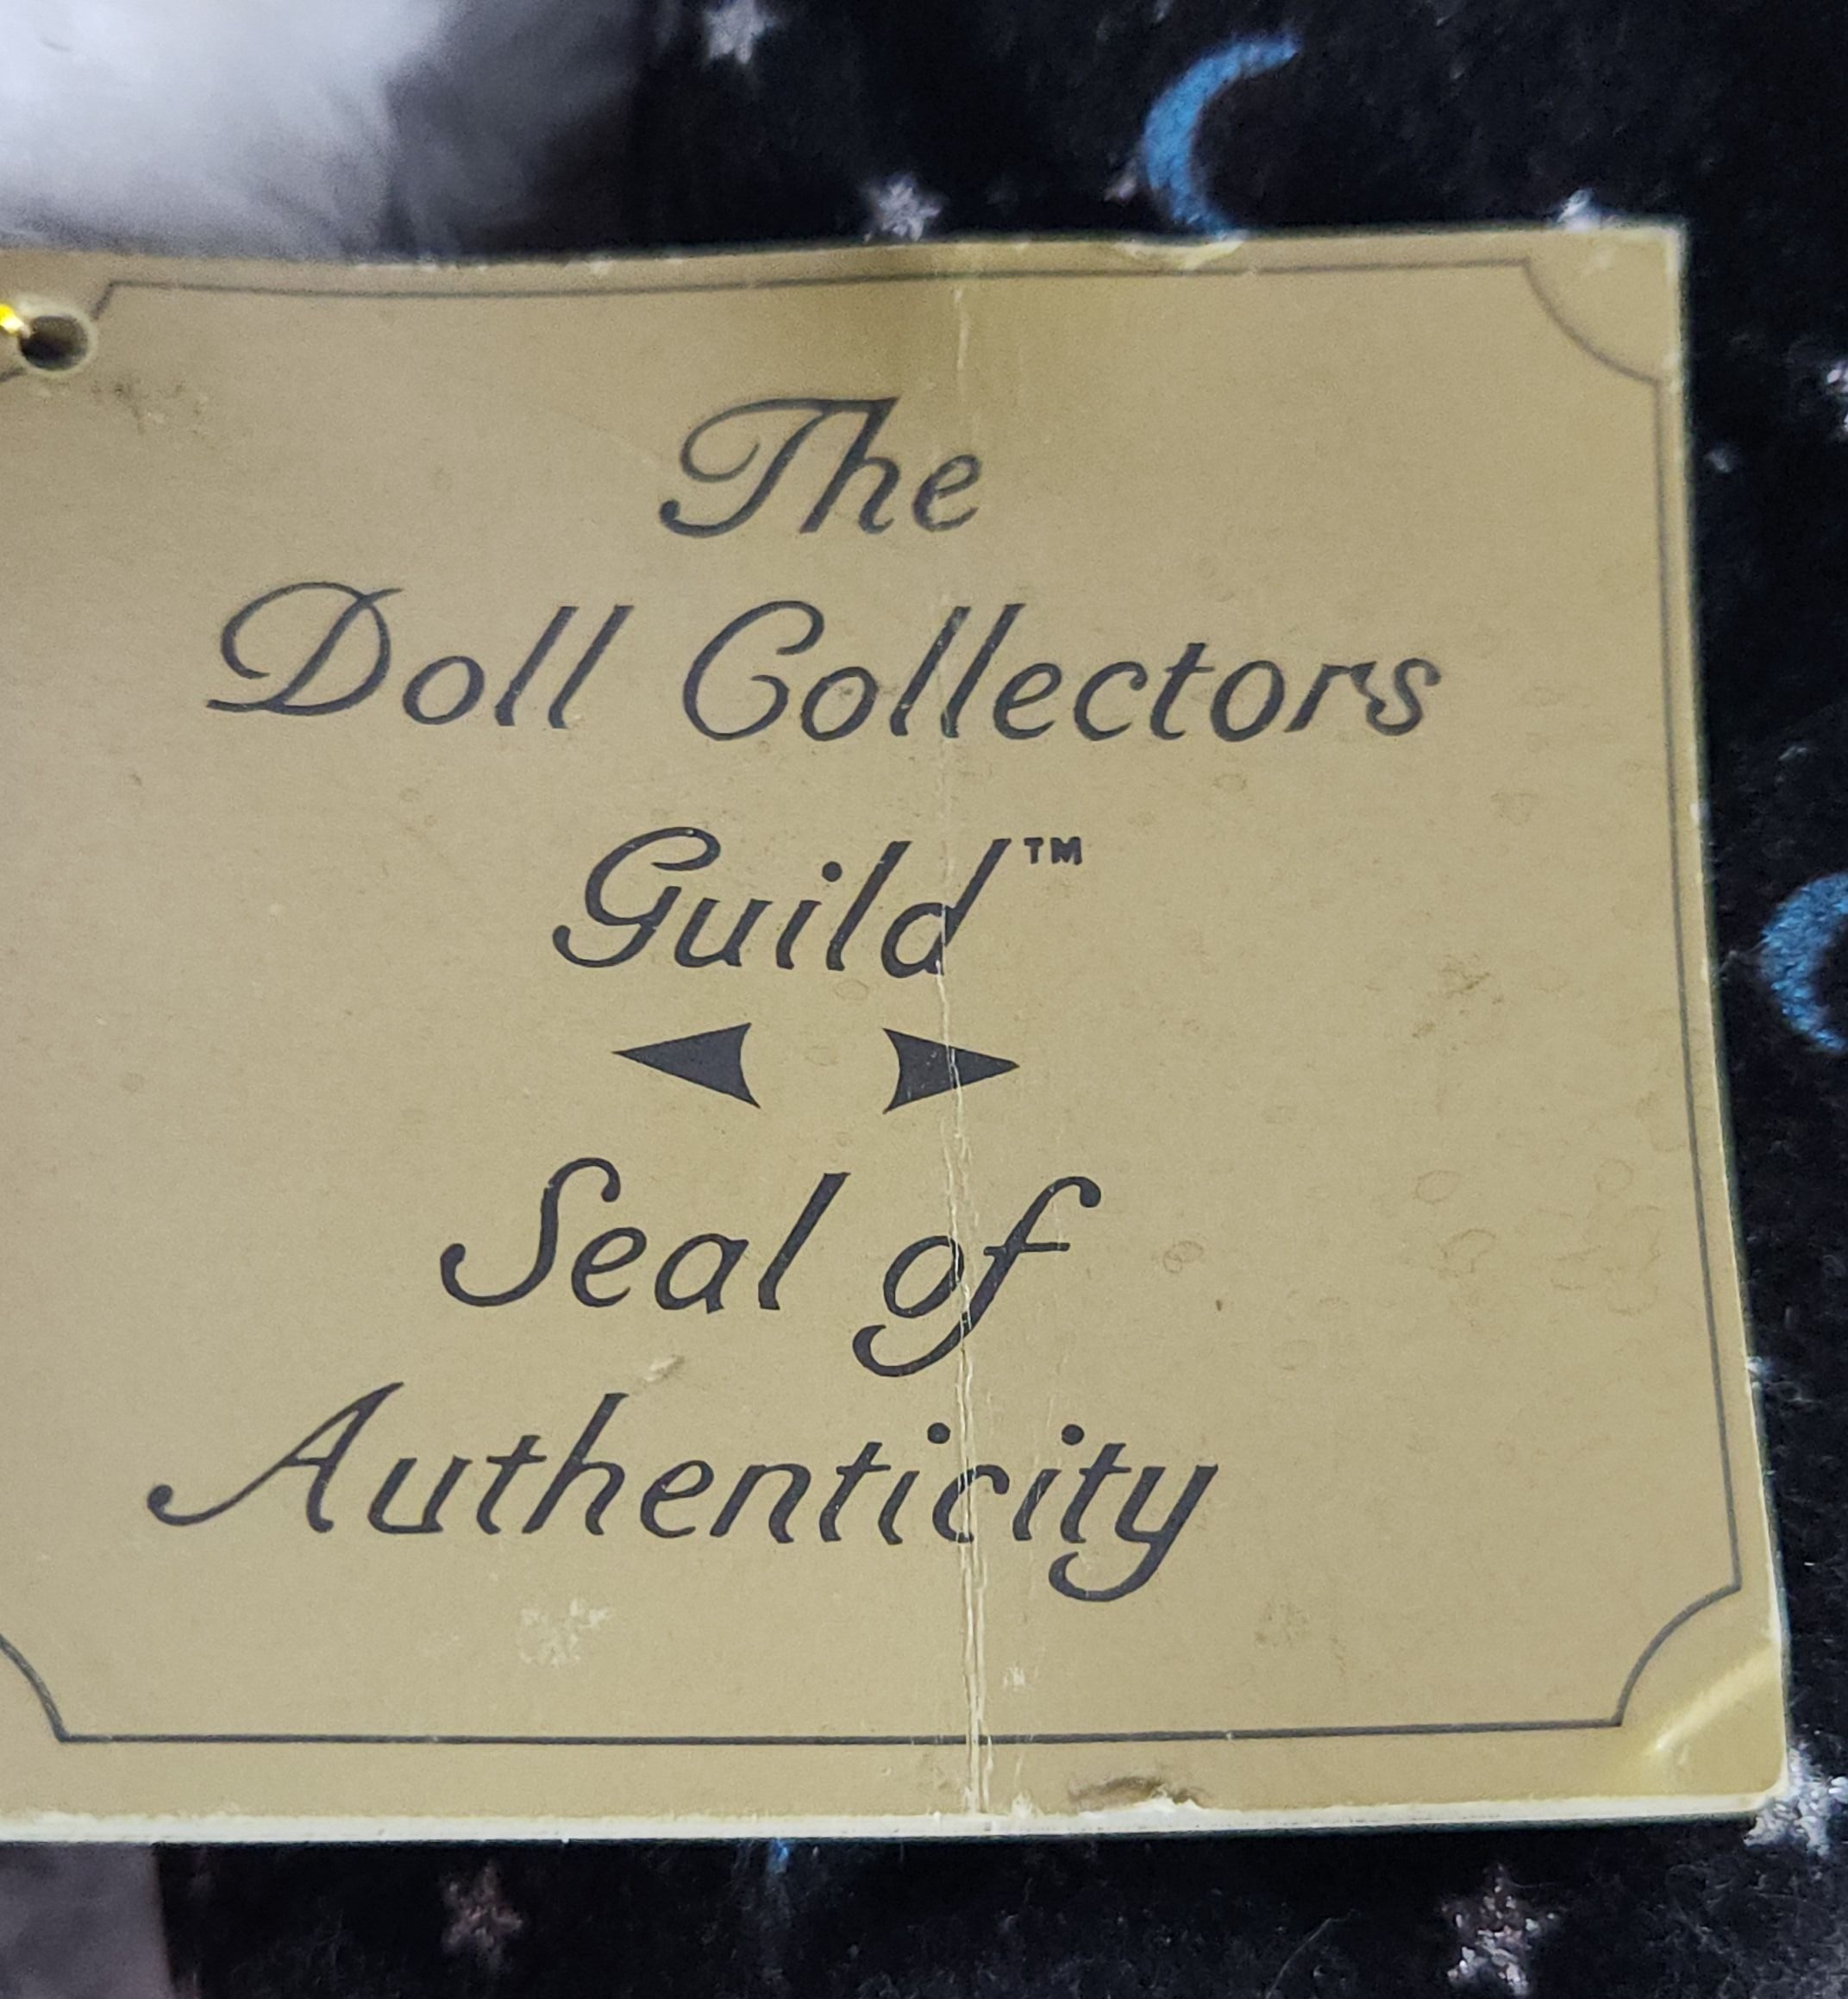 The
Doll Collectors
Guild™
Seal of
Authenticity